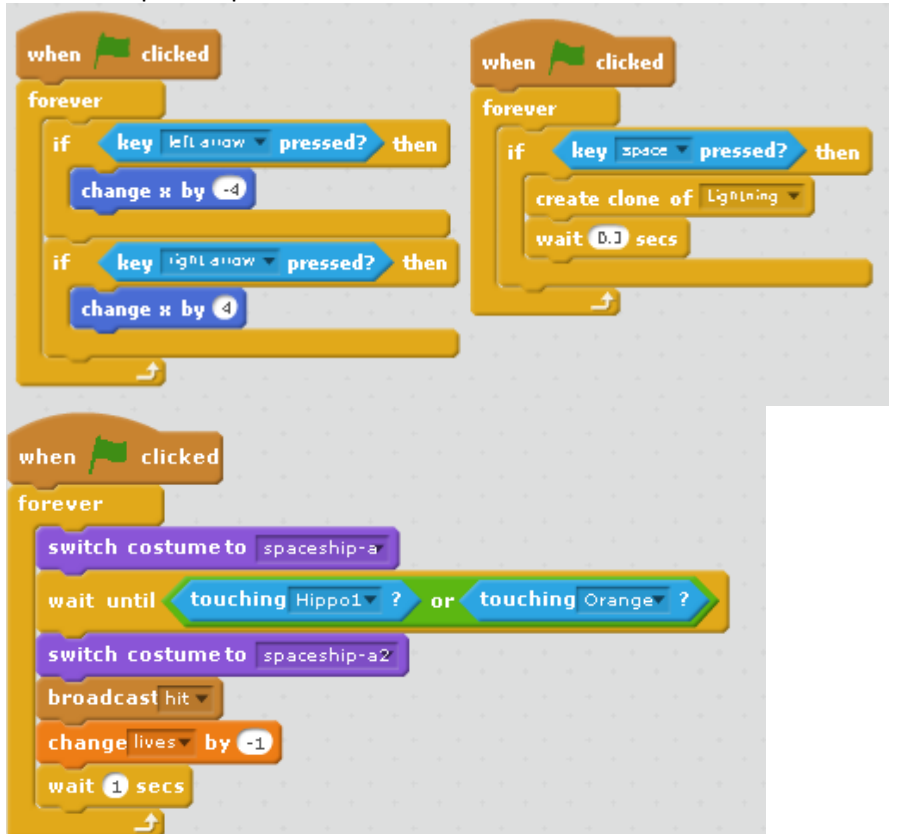 when clicked
forever
if key left arrow pressed? then
change x by -4
if key right arrow pressed? then
change x by 4
when clicked
forever
if key space pressed? then
create clone of Lightning
wait 0.3 secs
when clicked
forever
switch costume to spaceship-a
wait until touching Hippo1 ? or touching Orange ?
switch costume to spaceship-a2
broadcast hit
change lives by -1
wait 1 secs